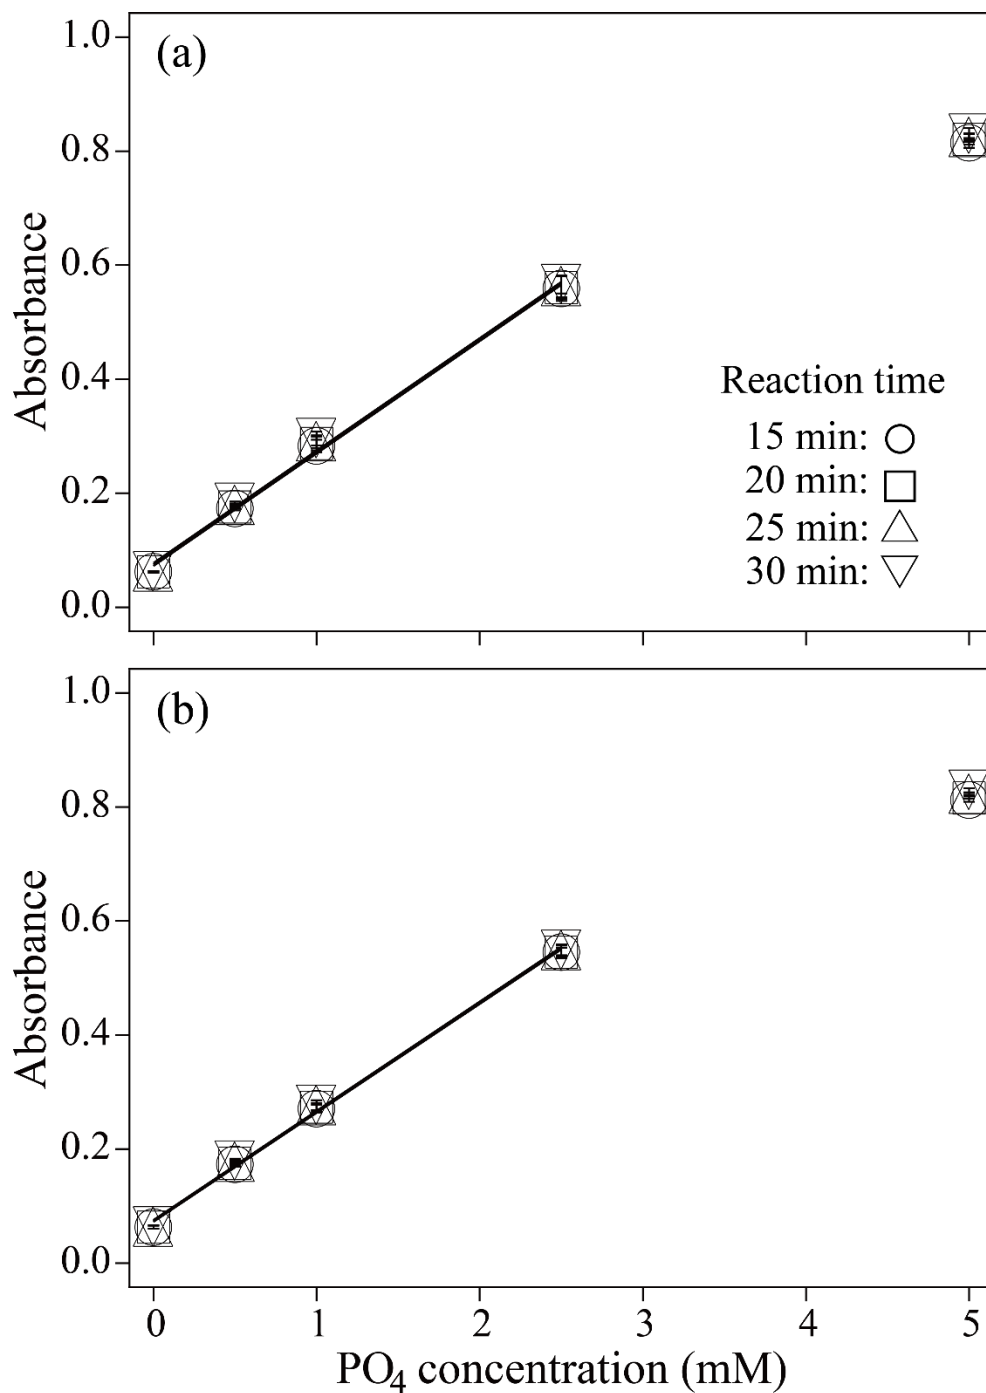 (a)
1.0
0.8
0.6
0.4
0.2
0.0
Absorbance
Reaction time
15 min:
20 min:
25 min:
30 min:
(b)
1.0
0.8
0.6
0.4
0.2
0.0
Absorbance
0 1 2 3 4 5
PO₄ concentration (mM)